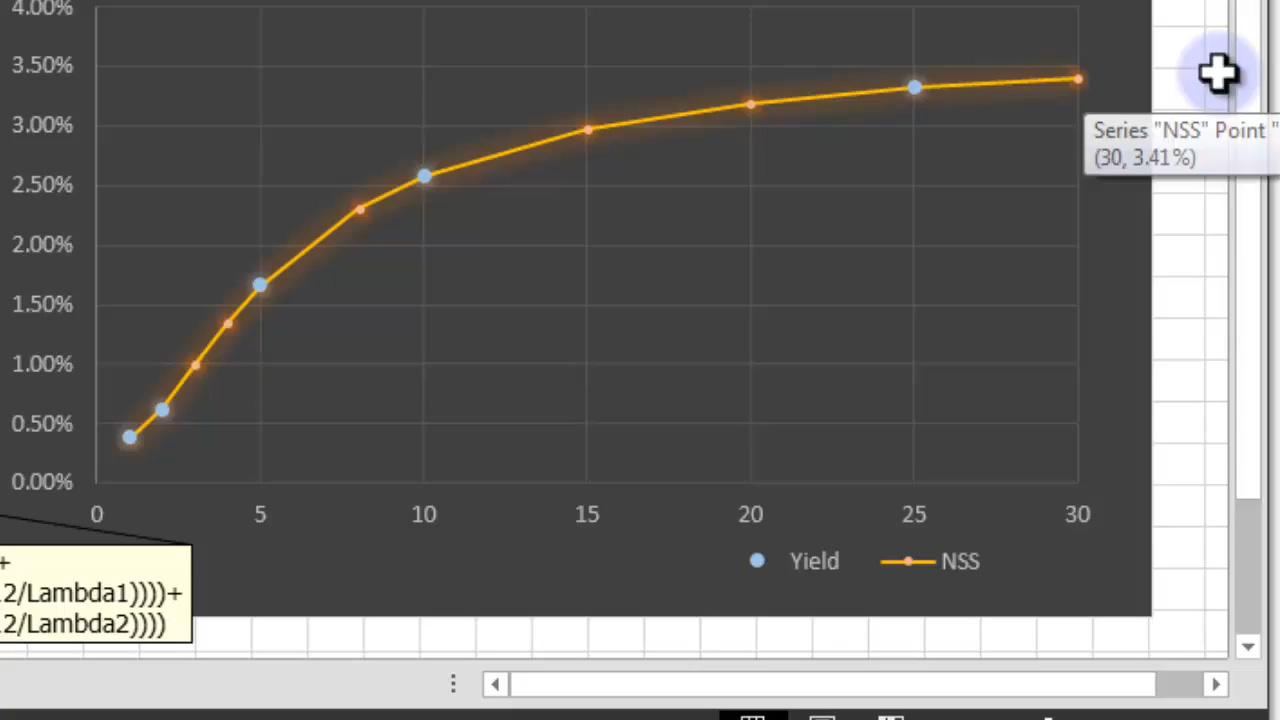 4.00%
3.50%
3.00%
2.50%
2.00%
1.50%
1.00%
0.50%
0.00%
0 5 10 15 20 25 30
Yield NSS
Series "NSS" Point "
(30, 3.41%)
+
.2/Lambda1))))+
.2/Lambda2))))